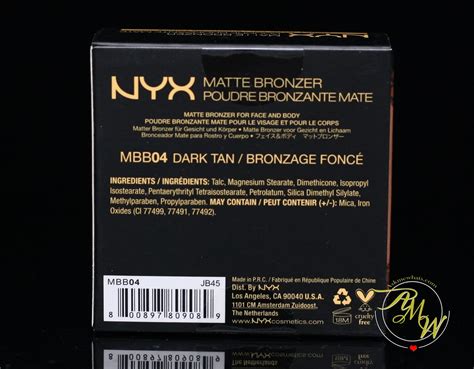 NYX MATTE BRONZER
POUDRE BRONZANTE MATE
MATTE BRONZER FOR FACE AND BODY
POUDRE BRONZANTE MATE POUR LE VISAGE ET POUR LE CORPS
Matter Bronzer für Gesicht und Körper • Matte Bronzer voor Gezicht en Lichaam
Bronceador Mate para Rostro y Cuerpo • フェイス&ボディ マットブロンザー
MBB04 DARK TAN / BRONZAGE FONCÉ
INGREDIENTS / INGRÉDIENTS: Talc, Magnesium Stearate, Dimethicone, Isopropyl
Isostearate, Pentaerythrityl Tetraisostearate, Petrolatum, Silica Dimethyl Silylate,
Methylparaben, Propylparaben. MAY CONTAIN / PEUT CONTENIR (+/-): Mica, Iron
Oxides (CI 77499, 77491, 77492)
MBB04 JB45
8 00897 80908 9
Made in P.R.C. / Fabriqué en République Populaire de Chine
Dist. By NYX
Los Angeles, CA 90040 U.S.A.
1101 CM Amsterdam Zuidoost.
The Netherlands
www.NYXcosmetics.com
18M
cruelty
free
AMW